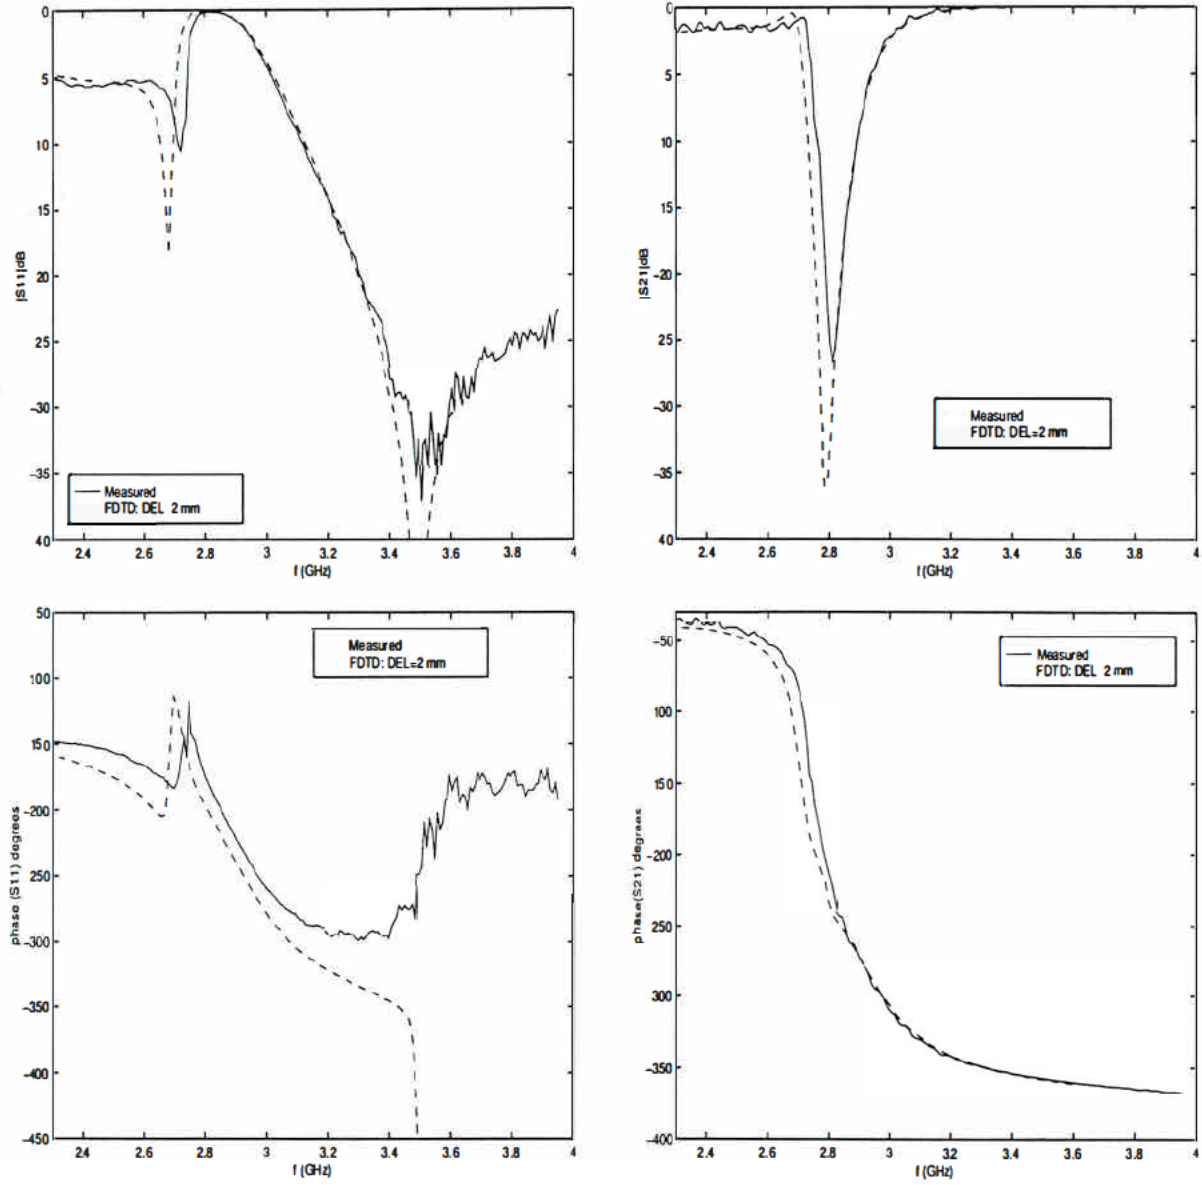 0
5
10
15
20
25
-30
-35
40
|S11|dB
2.4 2.6 2.8 3 3.2 3.4 3.6 3.8 4
f (GHz)
Measured
FDTD: DEL 2 mm
0
5
10
15
20
25
-30
-35
40
|S21|dB
2.4 2.6 2.8 3 3.2 3.4 3.6 3.8 4
f (GHz)
Measured
FDTD: DEL=2 mm
50
100
150
-200
250
-300
-350
-400
-450
phase (S11) degrees
2.4 2.6 2.8 3 3.2 3.4 3.6 3.8 4
f (GHz)
Measured
FDTD: DEL=2 mm
-50
100
150
-200
250
300
-350
-400
phase(S21) degrees
2.4 2.6 2.8 3 3.2 3.4 3.6 3.8 4
f (GHz)
Measured
FDTD: DEL 2 mm